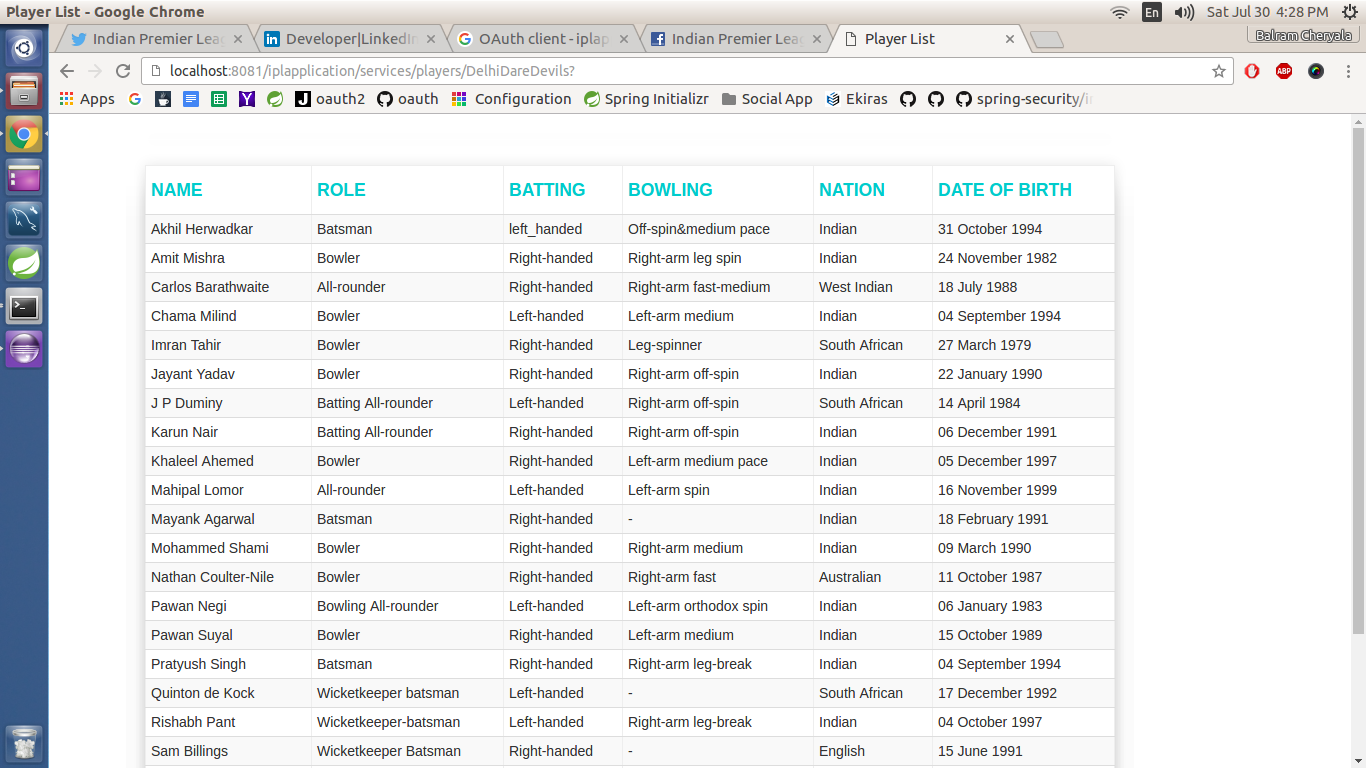 Player List - Google Chrome En Sat Jul 30 4:28 PM
Indian Premier Lea Developer|LinkedIn OAuth client - iplap Indian Premier Lea Player List Balram Cheryala
localhost:8081/iplapplication/services/players/DelhiDareDevils? ABP
Apps oauth2 oauth Configuration Spring Initializr Social App Ekiras spring-security/
NAME ROLE BATTING BOWLING NATION DATE OF BIRTH
Akhil Herwadkar Batsman left_handed Off-spin&medium pace Indian 31 October 1994
Amit Mishra Bowler Right-handed Right-arm leg spin Indian 24 November 1982
Carlos Barathwaite All-rounder Right-handed Right-arm fast-medium West Indian 18 July 1988
Chama Milind Bowler Left-handed Left-arm medium Indian 04 September 1994
Imran Tahir Bowler Right-handed Leg-spinner South African 27 March 1979
Jayant Yadav Bowler Right-handed Right-arm off-spin Indian 22 January 1990
J P Duminy Batting All-rounder Left-handed Right-arm off-spin South African 14 April 1984
Karun Nair Batting All-rounder Right-handed Right-arm off-spin Indian 06 December 1991
Khaleel Ahemed Bowler Right-handed Left-arm medium pace Indian 05 December 1997
Mahipal Lomor All-rounder Left-handed Left-arm spin Indian 16 November 1999
Mayank Agarwal Batsman Right-handed - Indian 18 February 1991
Mohammed Shami Bowler Right-handed Right-arm medium Indian 09 March 1990
Nathan Coulter-Nile Bowler Right-handed Right-arm fast Australian 11 October 1987
Pawan Negi Bowling All-rounder Left-handed Left-arm orthodox spin Indian 06 January 1983
Pawan Suyal Bowler Right-handed Left-arm medium Indian 15 October 1989
Pratyush Singh Batsman Right-handed Right-arm leg-break Indian 04 September 1994
Quinton de Kock Wicketkeeper batsman Left-handed - South African 17 December 1992
Rishabh Pant Wicketkeeper-batsman Left-handed Right-arm leg-break Indian 04 October 1997
Sam Billings Wicketkeeper Batsman Right-handed - English 15 June 1991